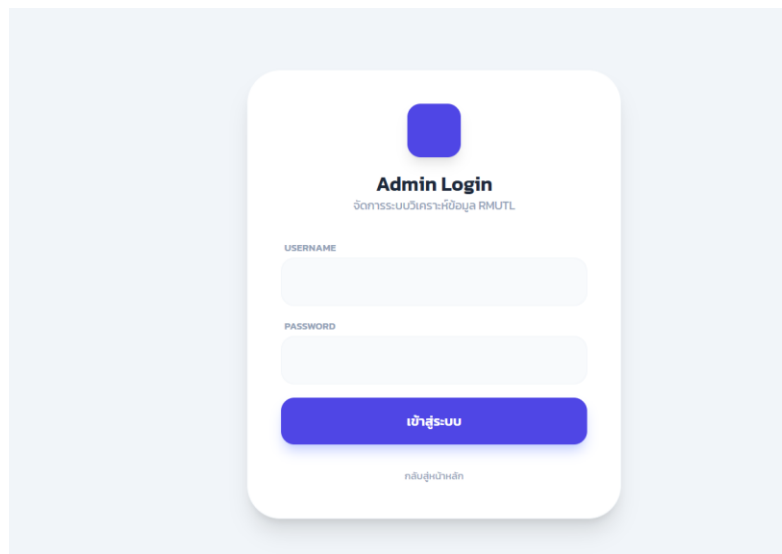 Admin Login
จัดการระบบวิเคราะห์ข้อมูล RMUTL
USERNAME
PASSWORD
เข้าสู่ระบบ
กลับสู่หน้าหลัก